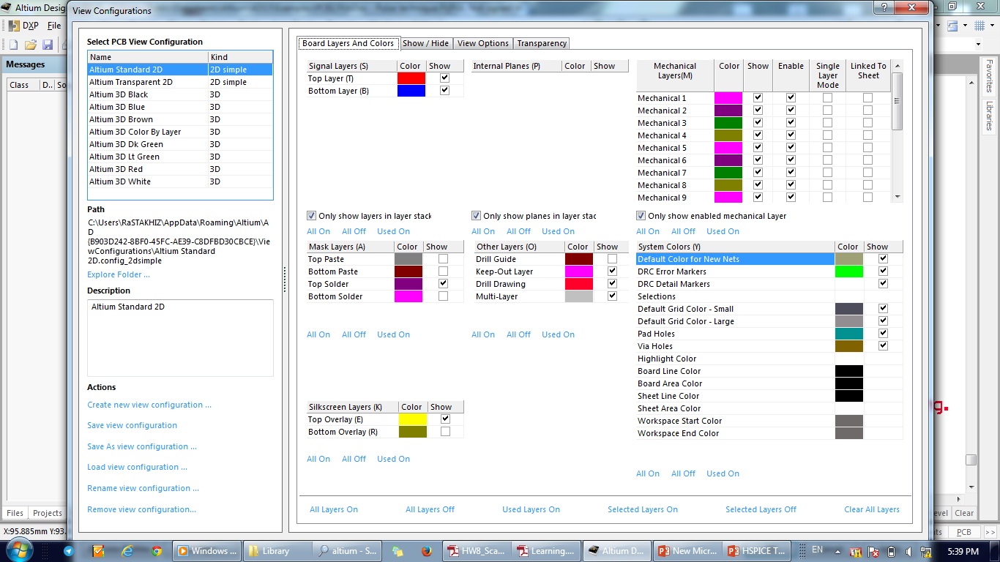 Altium Desig
View Configurations
DXP File
Messages
Class D.. So
Files Projects
X:95.885mm Y:93.
Select PCB View Configuration
Name Kind
Altium Standard 2D 2D simple
Altium Transparent 2D 2D simple
Altium 3D Black 3D
Altium 3D Blue 3D
Altium 3D Brown 3D
Altium 3D Color By Layer 3D
Altium 3D Dk Green 3D
Altium 3D Lt Green 3D
Altium 3D Red 3D
Altium 3D White 3D
Path
C:\Users\RaSTAKHIZ\AppData\Roaming\Altium\A
D
{B903D242-8BF0-45FC-AE39-C8DFBD30CBCE}\Vie
wConfigurations\Altium Standard
2D.config_2dsimple
Explore Folder ...
Description
Altium Standard 2D
Actions
Create new view configuration ...
Save view configuration
Save As view configuration ...
Load view configuration ...
Rename view configuration ...
Remove view configuration...
Board Layers And Colors Show / Hide View Options Transparency
Signal Layers (S) Color Show
Top Layer (T)
Bottom Layer (B)
Only show layers in layer stack
All On All Off Used On
Internal Planes (P) Color Show
Only show planes in layer stac
All On All Off Used On
Mechanical Layers(M) Color Show Enable Single Layer Mode Linked To Sheet
Mechanical 1
Mechanical 2
Mechanical 3
Mechanical 4
Mechanical 5
Mechanical 6
Mechanical 7
Mechanical 8
Mechanical 9
Only show enabled mechanical Layer
All On All Off Used On
Mask Layers (A) Color Show
Top Paste
Bottom Paste
Top Solder
Bottom Solder
All On All Off Used On
Other Layers (O) Color Show
Drill Guide
Keep-Out Layer
Drill Drawing
Multi-Layer
All On All Off Used On
System Colors (Y) Color Show
Default Color for New Nets
DRC Error Markers
DRC Detail Markers
Selections
Default Grid Color - Small
Default Grid Color - Large
Pad Holes
Via Holes
Highlight Color
Board Line Color
Board Area Color
Sheet Line Color
Sheet Area Color
Workspace Start Color
Workspace End Color
All On All Off Used On
Silkscreen Layers (K) Color Show
Top Overlay (E)
Bottom Overlay (R)
All On All Off Used On
All Layers On All Layers Off Used Layers On Selected Layers On Selected Layers Off Clear All Layers
Favorites
Libraries
g.
evel Clear
ts PCB >>
Windows ... Library altium - S... HW8_Sca... Learning.... Altium D... New Micr... HSPICE T... EN 5:39 PM